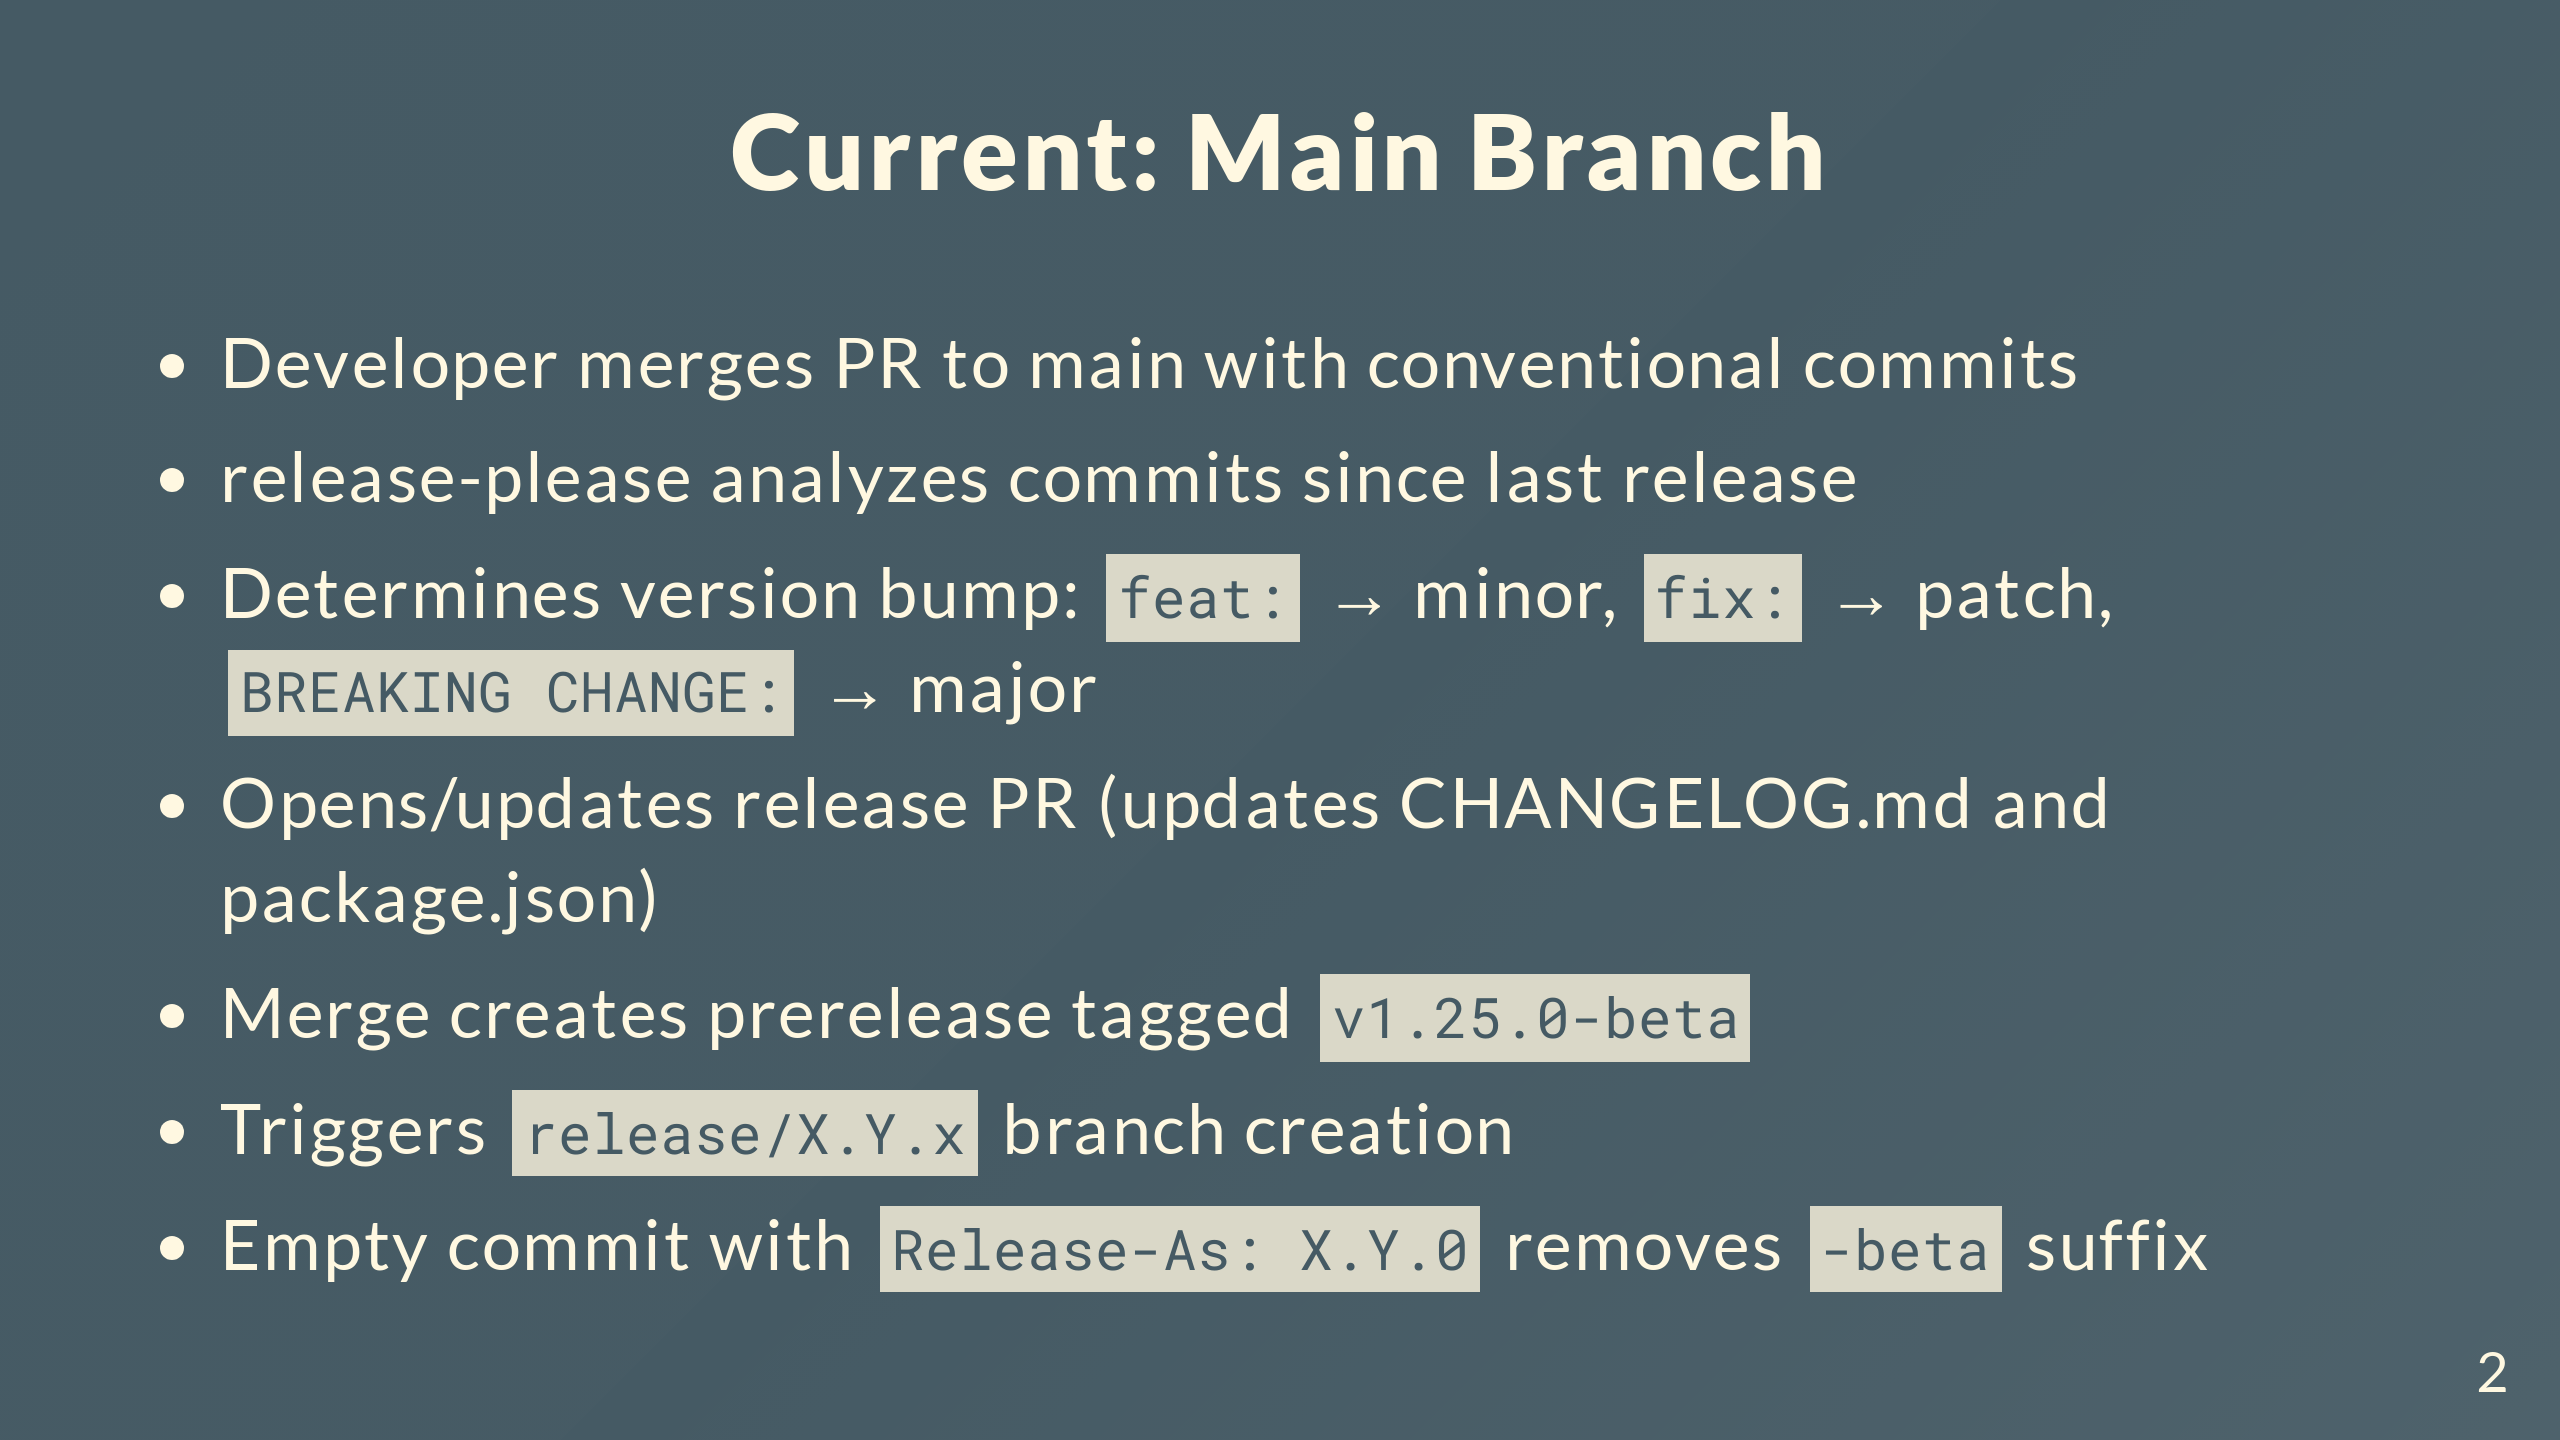 Current: Main Branch
• Developer merges PR to main with conventional commits
• release-please analyzes commits since last release
• Determines version bump: feat: → minor, fix: → patch,
BREAKING CHANGE: → major
• Opens/updates release PR (updates CHANGELOG.md and
package.json)
• Merge creates prerelease tagged v1.25.0-beta
• Triggers release/X.Y.x branch creation
• Empty commit with Release-As: X.Y.0 removes -beta suffix
2